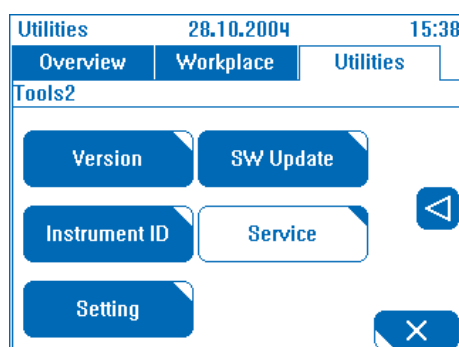 Utilities 28.10.2004 15:38
Overview Workplace Utilities
Tools2
Version SW Update
Instrument ID Service
Setting